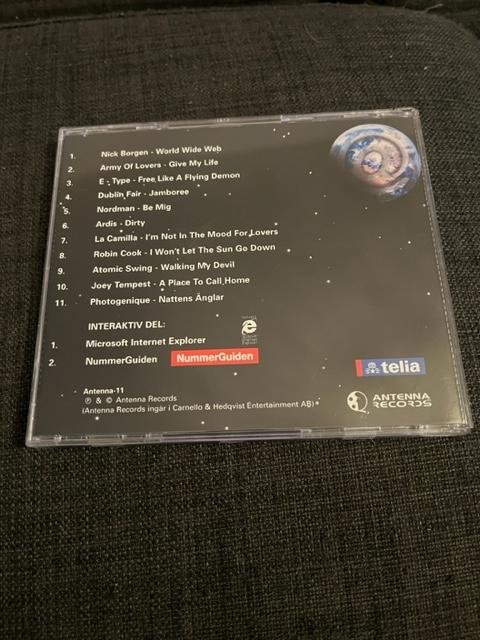 1. Nick Borgen - World Wide Web
2. Army Of Lovers - Give My Life
3. E - Type - Free Like A Flying Demon
4. Dublin Fair - Jamboree
5. Nordman - Be Mig
6. Ardis - Dirty
7. La Camilla - I'm Not In The Mood For Lovers
8. Robin Cook - I Won't Let The Sun Go Down
9. Atomic Swing - Walking My Devil
10. Joey Tempest - A Place To Call Home
11. Photogenique - Nattens Änglar
INTERAKTIV DEL:
1. Microsoft Internet Explorer
2. NummerGuiden NummerGuiden
telia
Antenna-11
℗ & © Antenna Records
(Antenna Records ingår i Carnello & Hedqvist Entertainment AB)
ANTENNA
RECORDS